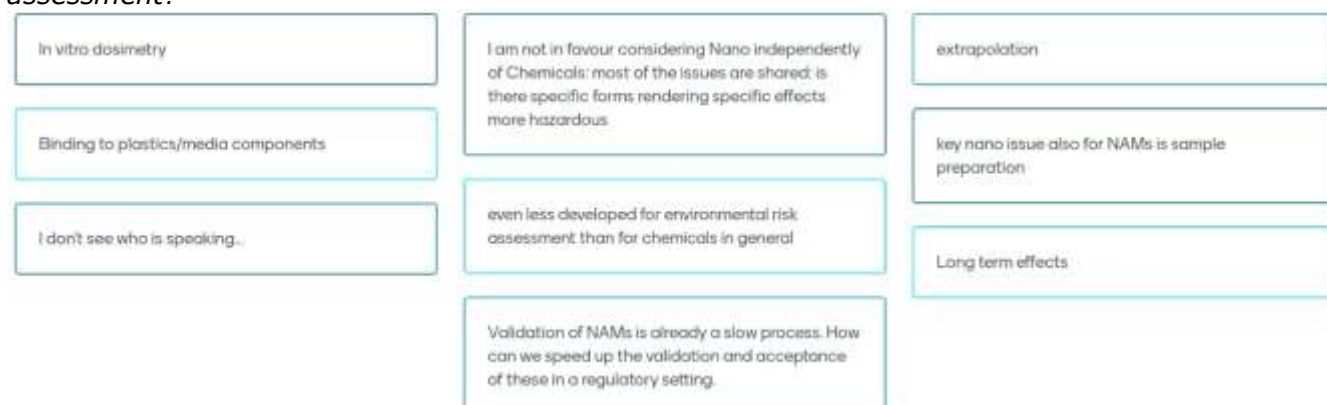 assessment?
In vitro dosimetry
Binding to plastics/media components
I don't see who is speaking...
I am not in favour considering Nano independently
of Chemicals: most of the issues are shared: is
there specific forms rendering specific effects
more hazardous
even less developed for environmental risk
assessment than for chemicals in general
Validation of NAMs is already a slow process. How
can we speed up the validation and acceptance
of these in a regulatory setting.
extrapolation
key nano issue also for NAMs is sample
preparation
Long term effects